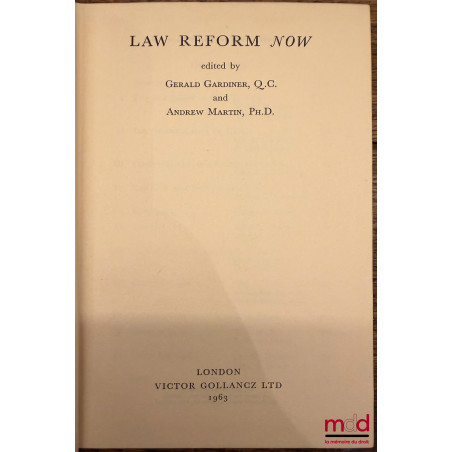 LAW REFORM NOW
edited by
GERALD GARDINER, Q.C.
and
ANDREW MARTIN, PH.D.
LONDON
VICTOR GOLLANCZ LTD
1963
mdd
la mémoire du droit